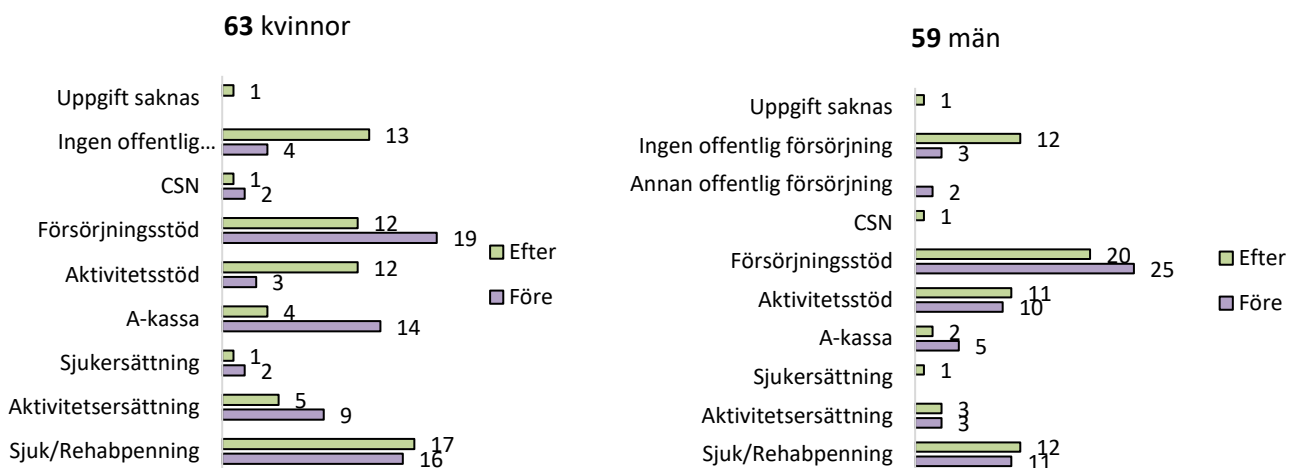 63 kvinnor
Uppgift saknas 1
Ingen offentlig... 13
4
CSN 1
2
Försörjningsstöd 12
19
Aktivitetsstöd 12
3
A-kassa 4
14
Sjukersättning 1
2
Aktivitetsersättning 5
9
Sjuk/Rehabpenning 17
16
Efter
Före
59 män
Uppgift saknas 1
Ingen offentlig försörjning 12
3
Annan offentlig försörjning 2
CSN 1
Försörjningsstöd 20
25
Aktivitetsstöd 11
10
A-kassa 2
5
Sjukersättning 1
Aktivitetsersättning 3
3
Sjuk/Rehabpenning 12
11
Efter
Före